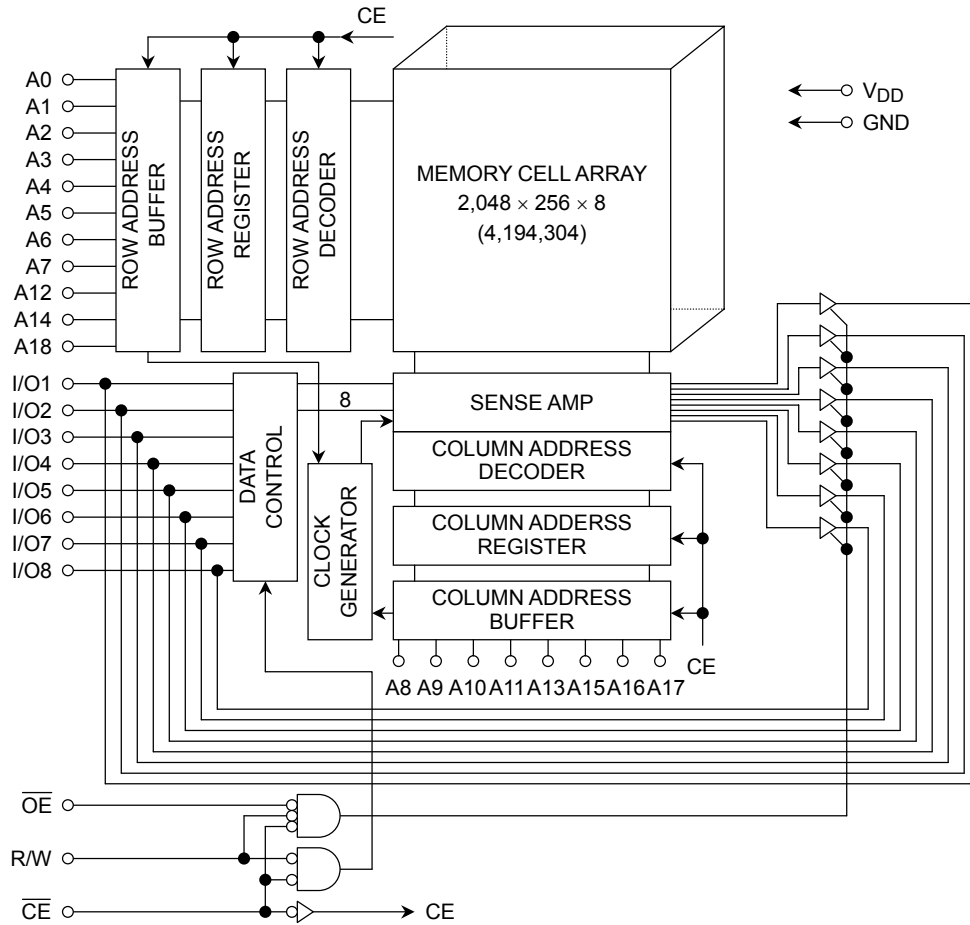 CE
A0
A1
A2
A3
A4
A5
A6
A7
A12
A14
A18
ROW ADDRESS
BUFFER
ROW ADDRESS
REGISTER
ROW ADDRESS
DECODER
MEMORY CELL ARRAY
2,048 × 256 × 8
(4,194,304)
VDD
GND
I/O1
I/O2
I/O3
I/O4
I/O5
I/O6
I/O7
I/O8
DATA
CONTROL
8
CLOCK
GENERATOR
SENSE AMP
COLUMN ADDRESS
DECODER
COLUMN ADDERSS
REGISTER
COLUMN ADDRESS
BUFFER
CE
A8 A9 A10 A11 A13 A15 A16 A17
OE
R/W
CE
CE